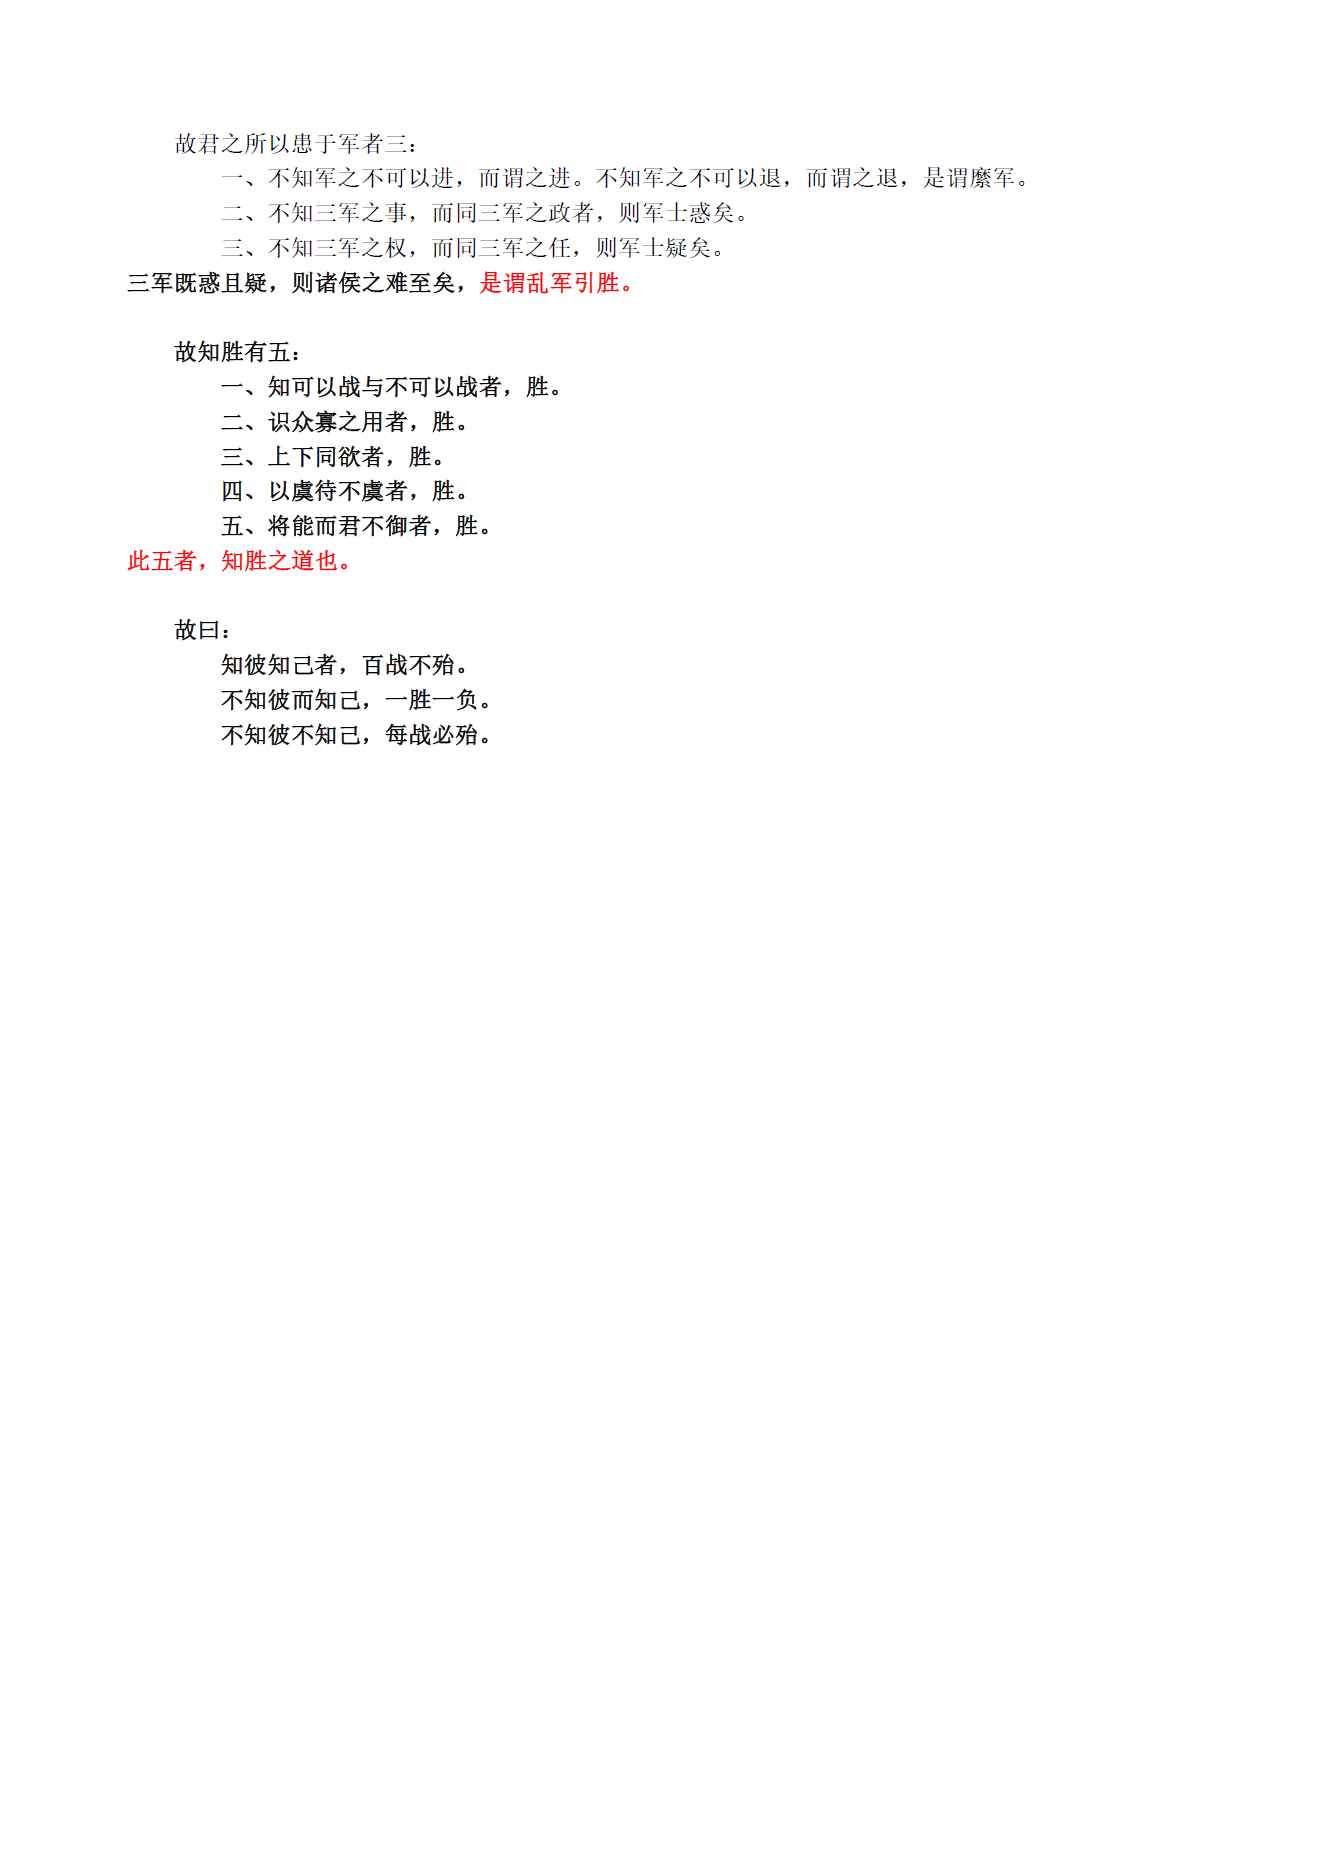 故君之所以患于军者三：
一、不知军之不可以进，而谓之进。不知军之不可以退，而谓之退，是谓縻军。
二、不知三军之事，而同三军之政者，则军士惑矣。
三、不知三军之权，而同三军之任，则军士疑矣。
三军既惑且疑，则诸侯之难至矣，是谓乱军引胜。
故知胜有五：
一、知可以战与不可以战者，胜。
二、识众寡之用者，胜。
三、上下同欲者，胜。
四、以虞待不虞者，胜。
五、将能而君不御者，胜。
此五者，知胜之道也。
故曰：
知彼知己者，百战不殆。
不知彼而知己，一胜一负。
不知彼不知己，每战必殆。